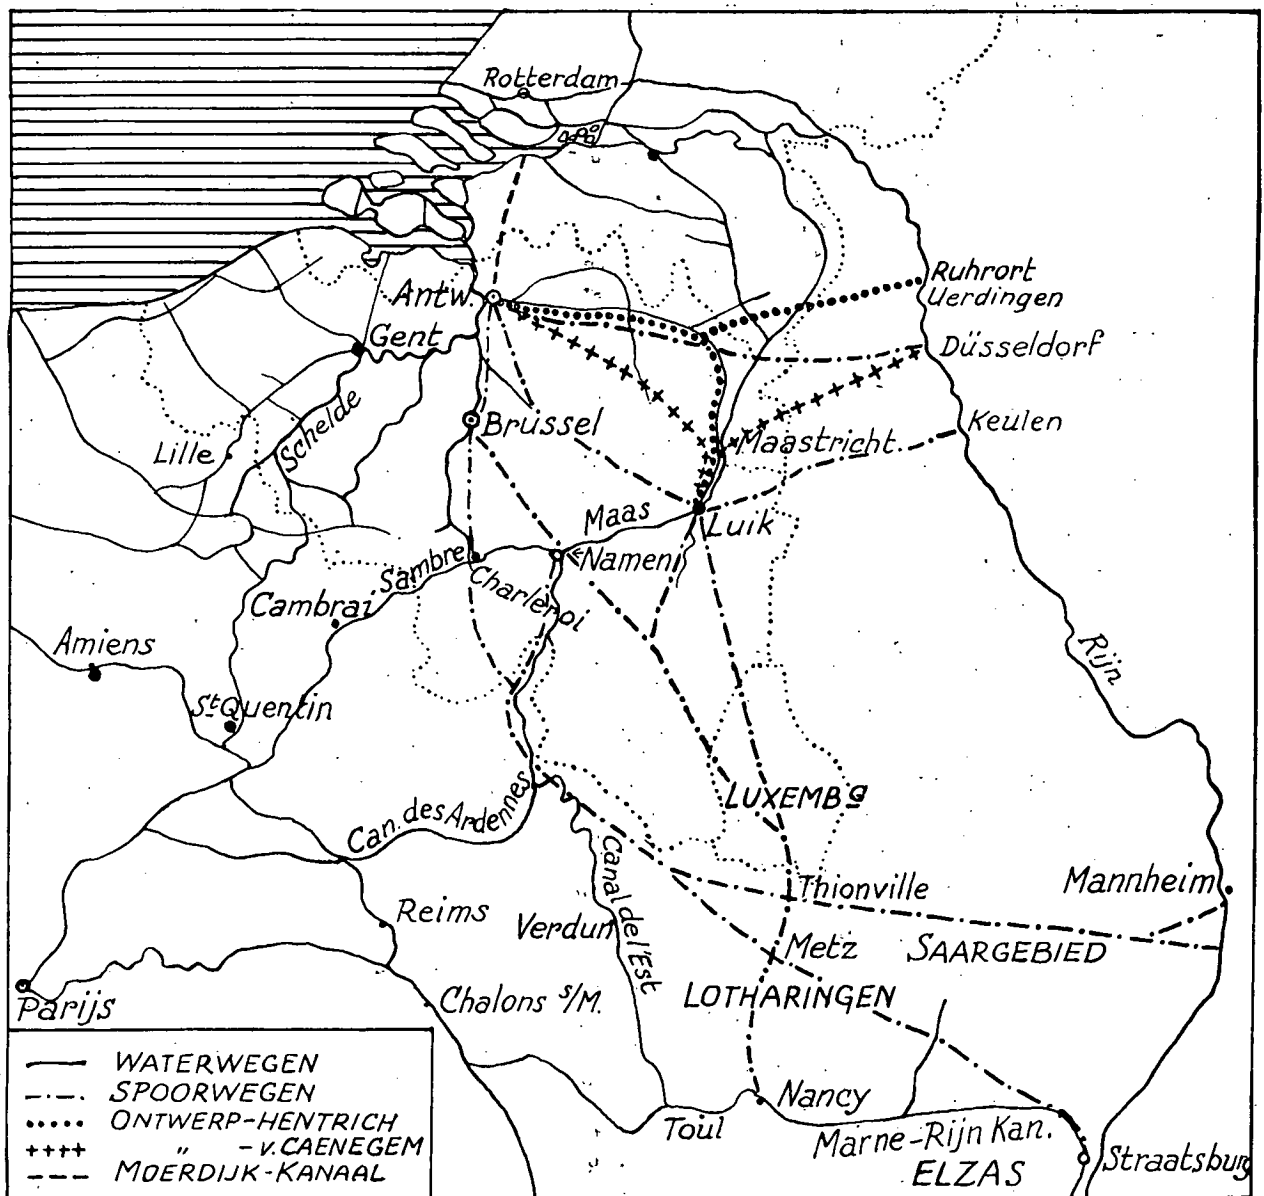 Rotterdam
Ruhrort
Uerdingen
Antw.
Gent
Düsseldorf
Brüssel
Keulen
Schelde
Lille
Maastricht
Maas
Luik
Sambre
Namen
Charleroi
Cambrai
Amiens
Rijn
St Quentin
LUXEMBG
Can. des Ardennes
Canal de l'Est
Thionville
Mannheim
Reims
Verdun
Metz
SAARGEBIED
LOTHARINGEN
Chalons s/M.
Parijs
Nancy
Toul
Marne-Rijn Kan.
ELZAS
Straatsburg
WATERWEGEN
SPOORWEGEN
ONTWERP-HENTRICH
" - v. CAENEGEM
MOERDIJK-KANAAL